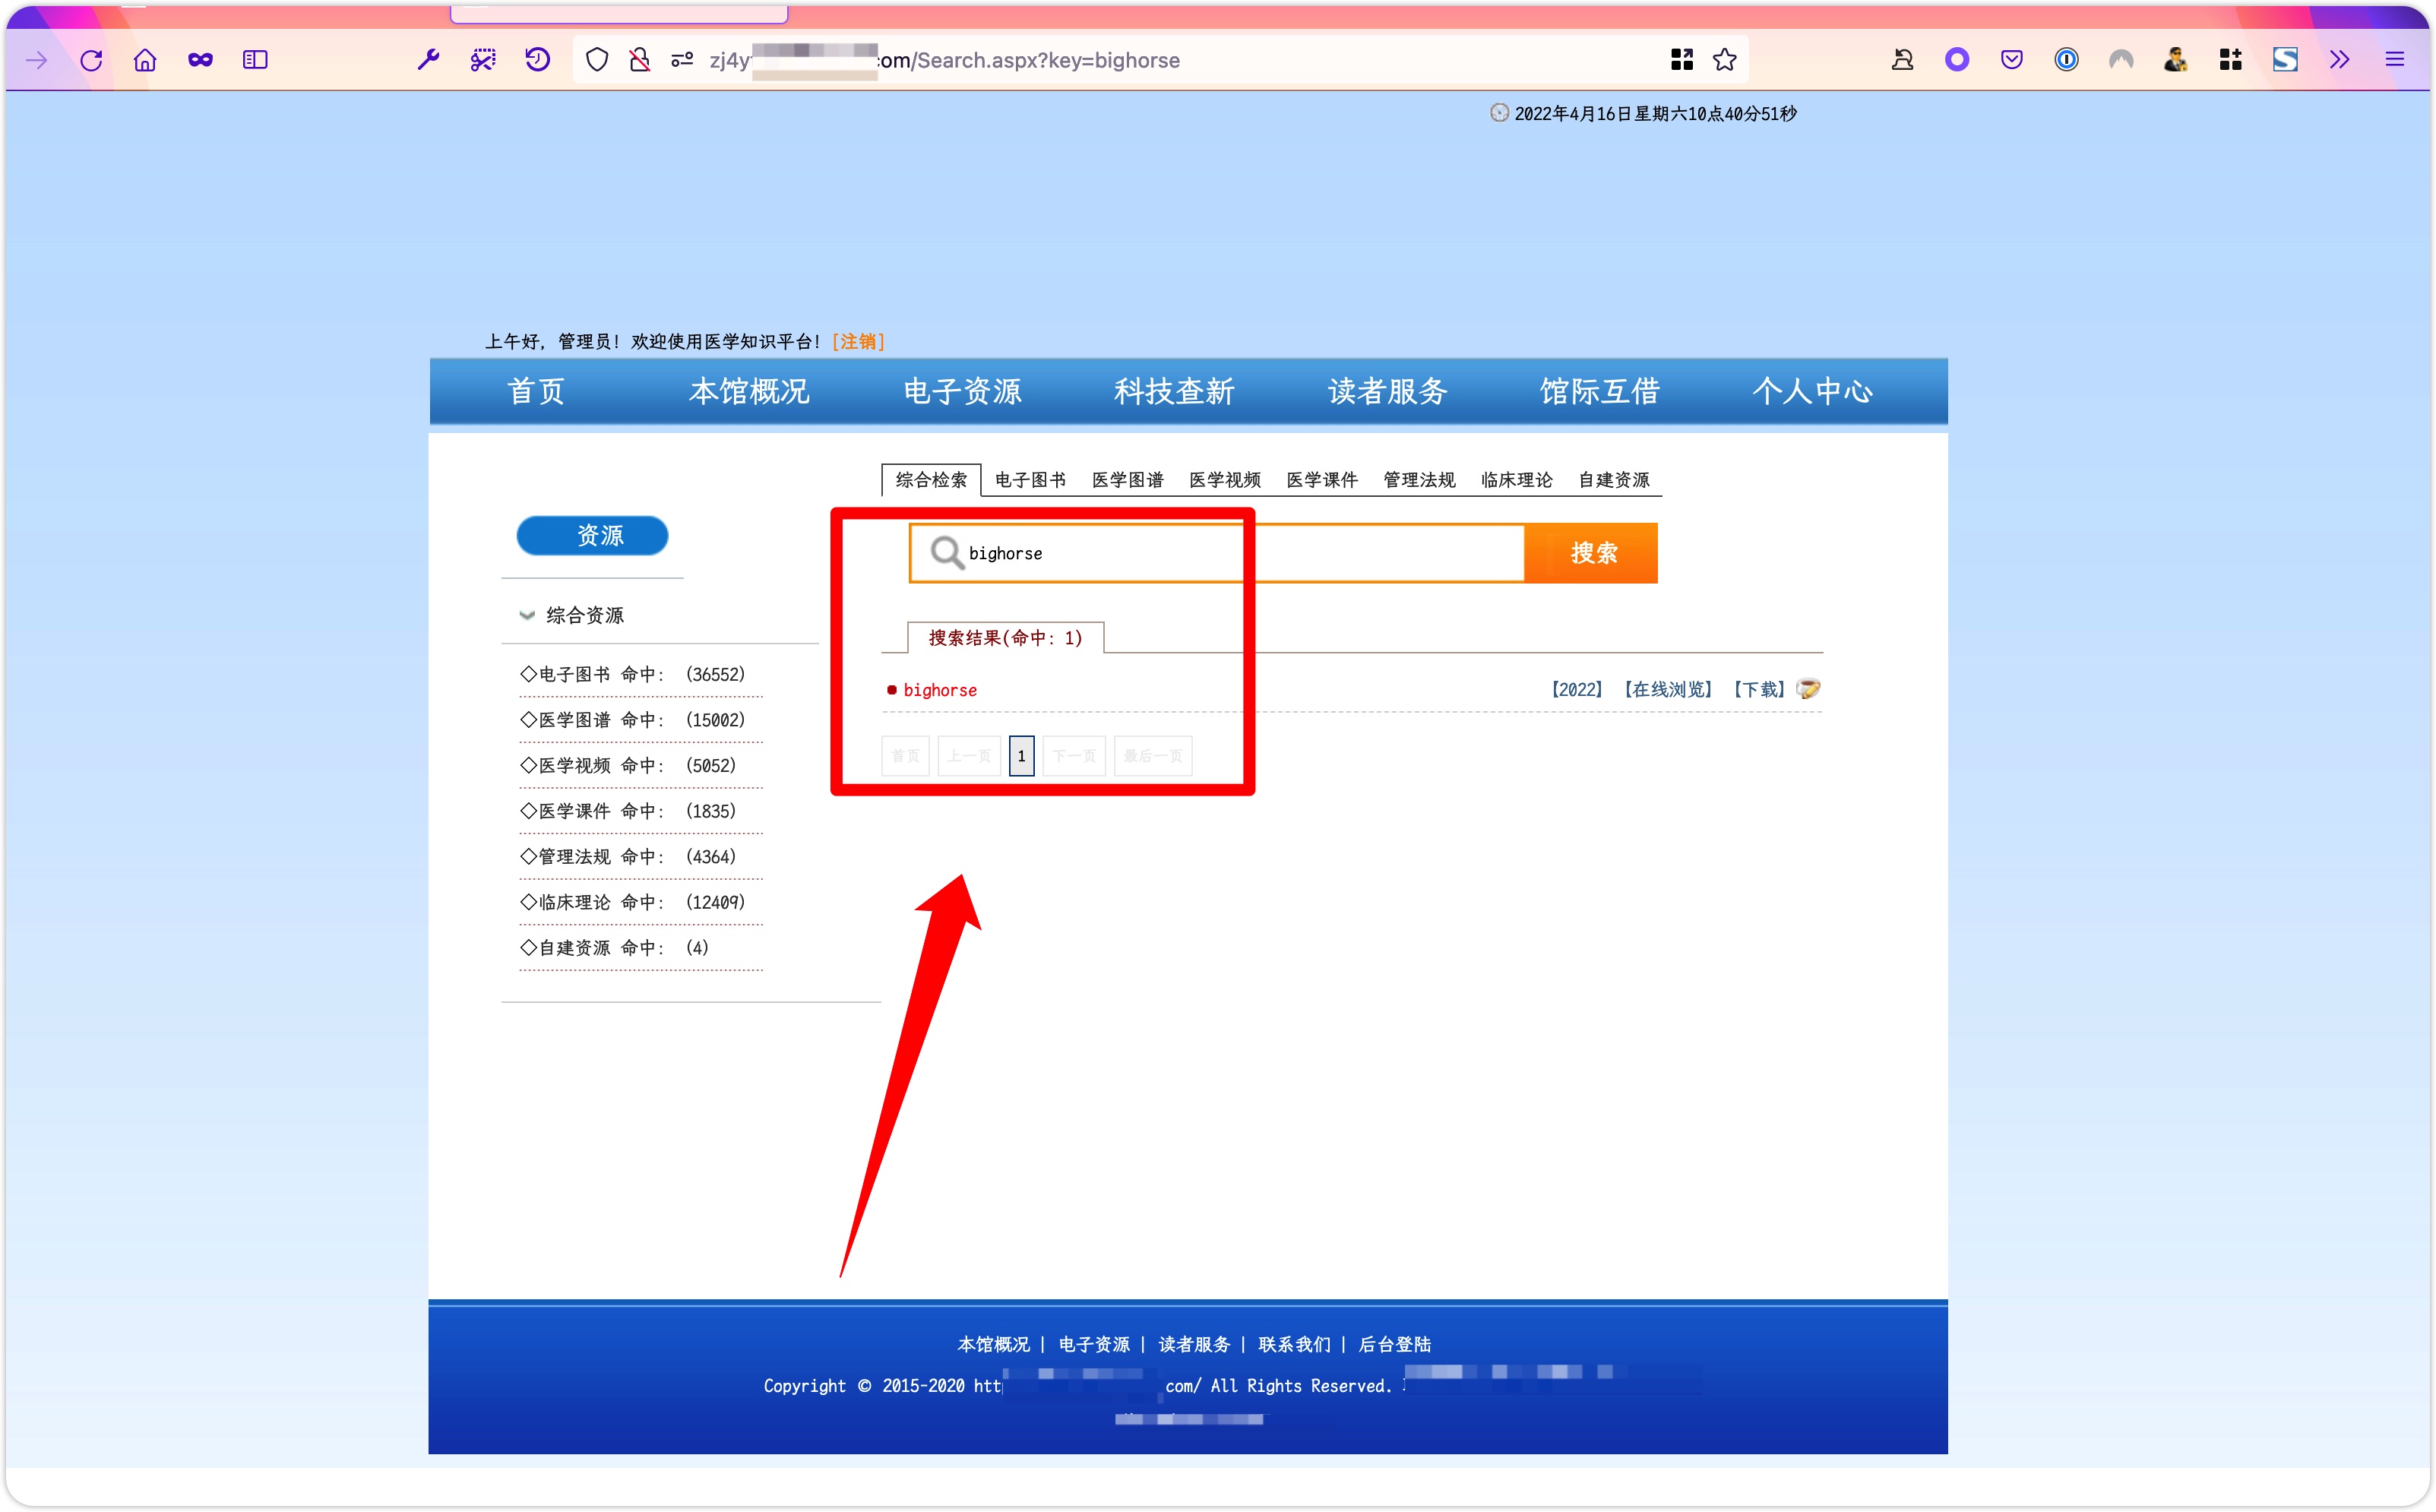 zj4y
om/Search.aspx?key=bighorse
2022年4月16日星期六10点40分51秒
上午好, 管理员! 欢迎使用医学知识平台! [注销]
首页 本馆概况 电子资源 科技查新 读者服务 馆际互借 个人中心
综合检索 电子图书 医学图谱 医学视频 医学课件 管理法规 临床理论 自建资源
资源
bighorse 搜索
综合资源
搜索结果(命中: 1)
◇电子图书 命中: (36552)
◇医学图谱 命中: (15002)
◇医学视频 命中: (5052)
◇医学课件 命中: (1835)
◇管理法规 命中: (4364)
◇临床理论 命中: (12409)
◇自建资源 命中: (4)
bighorse 【2022】 【在线浏览】 【下载】
首页 上一页 1 下一页 最后一页
本馆概况 | 电子资源 | 读者服务 | 联系我们 | 后台登陆
Copyright © 2015-2020 htt com/ All Rights Reserved.